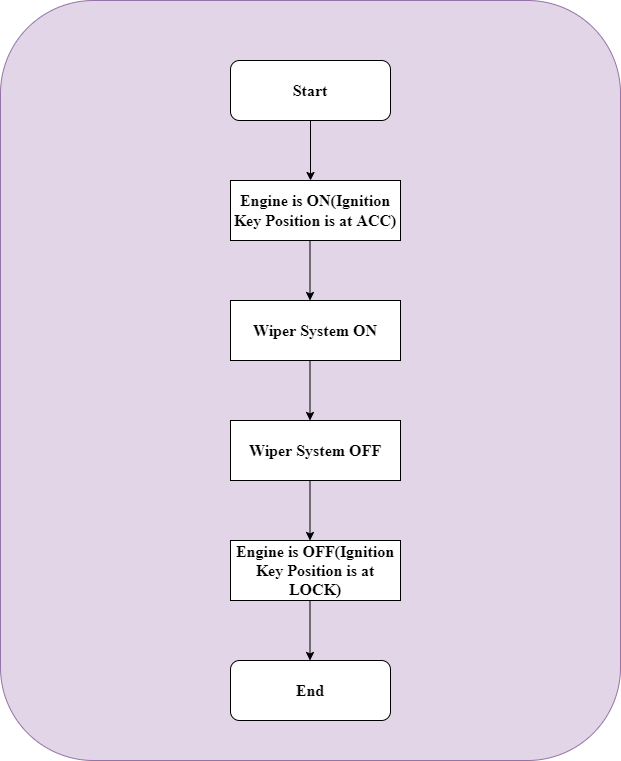 Start
Engine is ON(Ignition
Key Position is at ACC)
Wiper System ON
Wiper System OFF
Engine is OFF(Ignition
Key Position is at
LOCK)
End